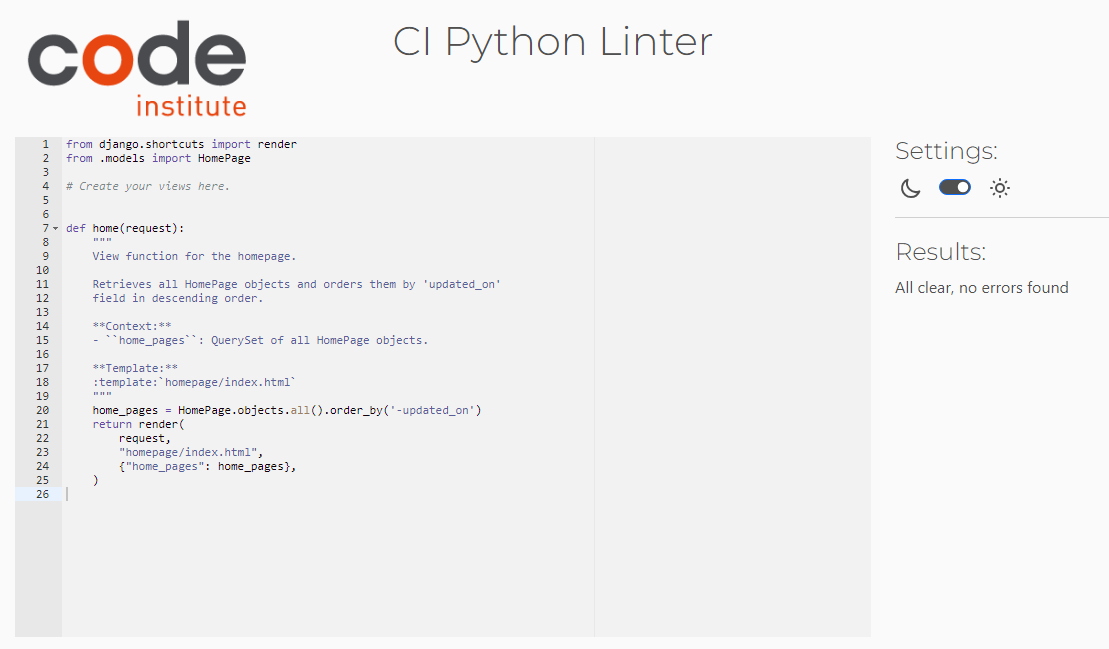 code
institute
CI Python Linter
1 from django.shortcuts import render
2 from .models import HomePage
3
4 # Create your views here.
5
6
7 def home(request):
8     """
9     View function for the homepage.
10
11     Retrieves all HomePage objects and orders them by 'updated_on'
12     field in descending order.
13
14     **Context:**
15     - ``home_pages``: QuerySet of all HomePage objects.
16
17     **Template:**
18     :template:`homepage/index.html`
19     """
20     home_pages = HomePage.objects.all().order_by('-updated_on')
21     return render(
22         request,
23         "homepage/index.html",
24         {"home_pages": home_pages},
25     )
26
Settings:
Results:
All clear, no errors found